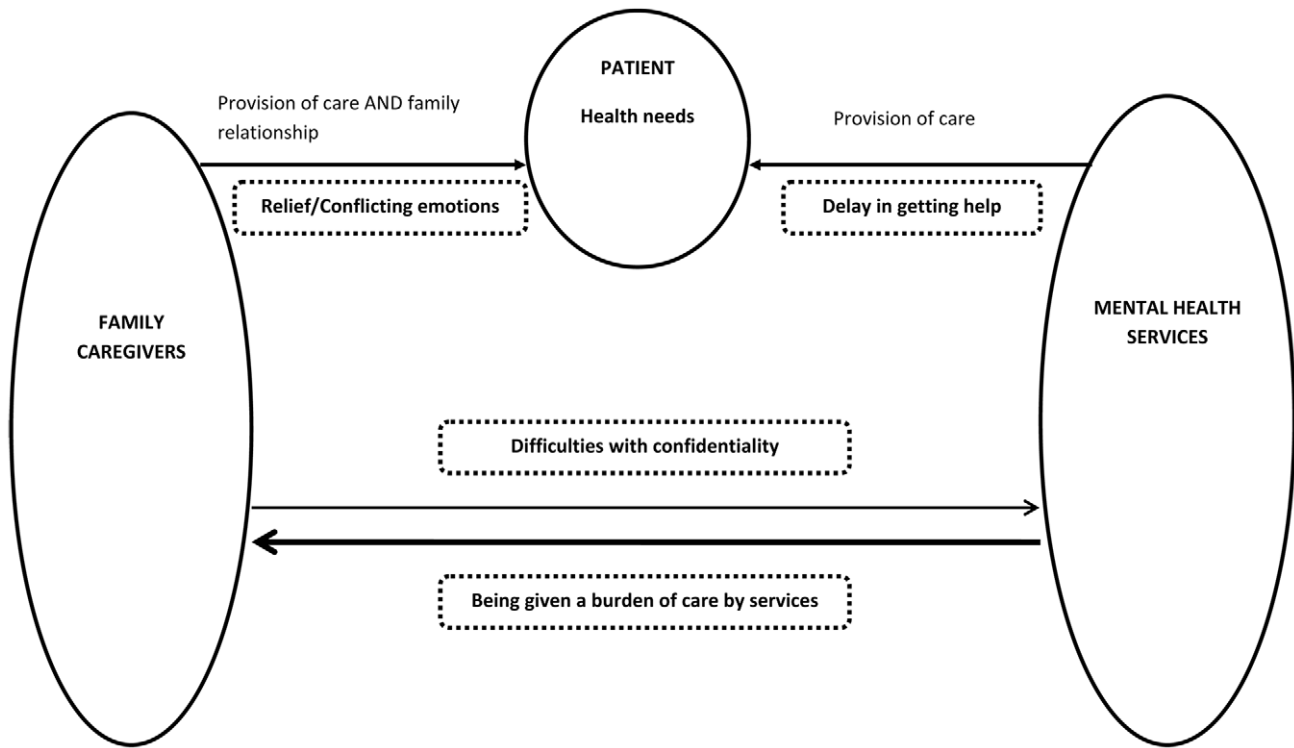 PATIENT
Health needs
Provision of care AND family
relationship
Provision of care
Relief/Conflicting emotions
Delay in getting help
FAMILY
CAREGIVERS
MENTAL HEALTH
SERVICES
Difficulties with confidentiality
Being given a burden of care by services